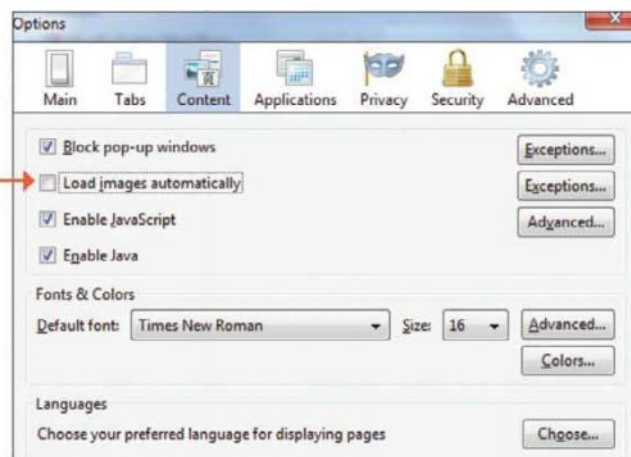 Options
Main Tabs Content Applications Privacy Security Advanced
Block pop-up windows Exceptions...
Load images automatically Exceptions...
Enable JavaScript Advanced...
Enable Java
Fonts & Colors
Default font: Times New Roman Size: 16 Advanced...
Colors...
Languages
Choose your preferred language for displaying pages Choose...